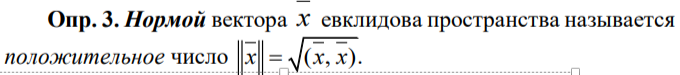 Опр. 3. Нормой вектора x̅ евклидова пространства называется
положительное число ‖x̅‖ = √(x̅, x̅).